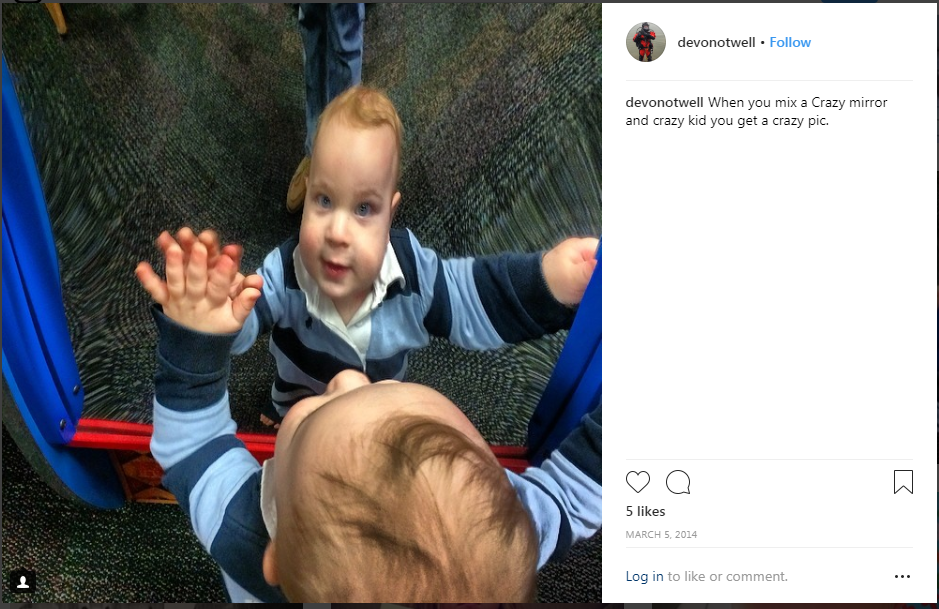 devonotwell • Follow
devonotwell When you mix a Crazy mirror
and crazy kid you get a crazy pic.
5 likes
MARCH 5, 2014
Log in to like or comment.